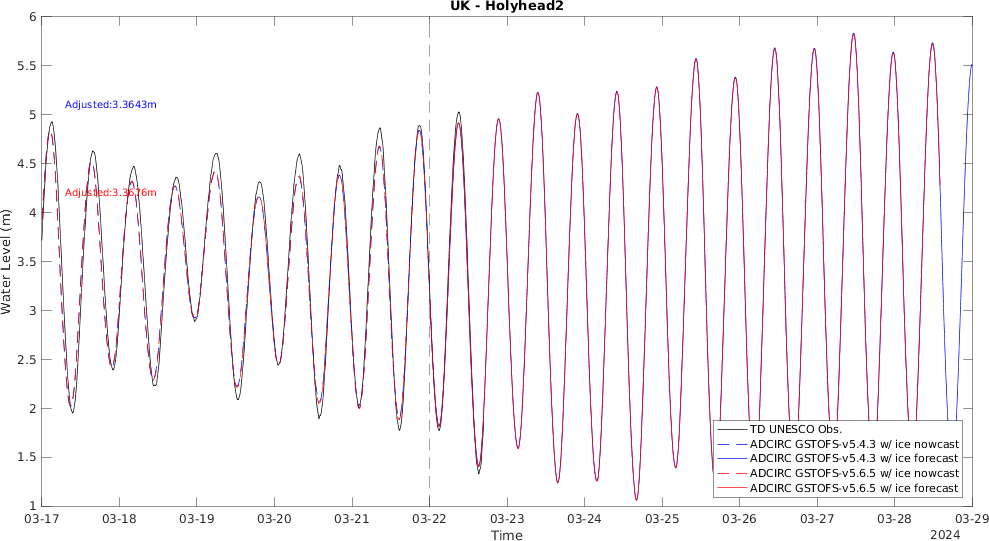 UK - Holyhead2
6
5.5
5
4.5
4
3.5
3
2.5
2
1.5
1
Water Level (m)
Adjusted:3.3643m
Adjusted:3.3676m
TD UNESCO Obs.
ADCIRC GSTOFS-v5.4.3 w/ ice nowcast
ADCIRC GSTOFS-v5.4.3 w/ ice forecast
ADCIRC GSTOFS-v5.6.5 w/ ice nowcast
ADCIRC GSTOFS-v5.6.5 w/ ice forecast
03-17 03-18 03-19 03-20 03-21 03-22 03-23 03-24 03-25 03-26 03-27 03-28 03-29
Time
2024